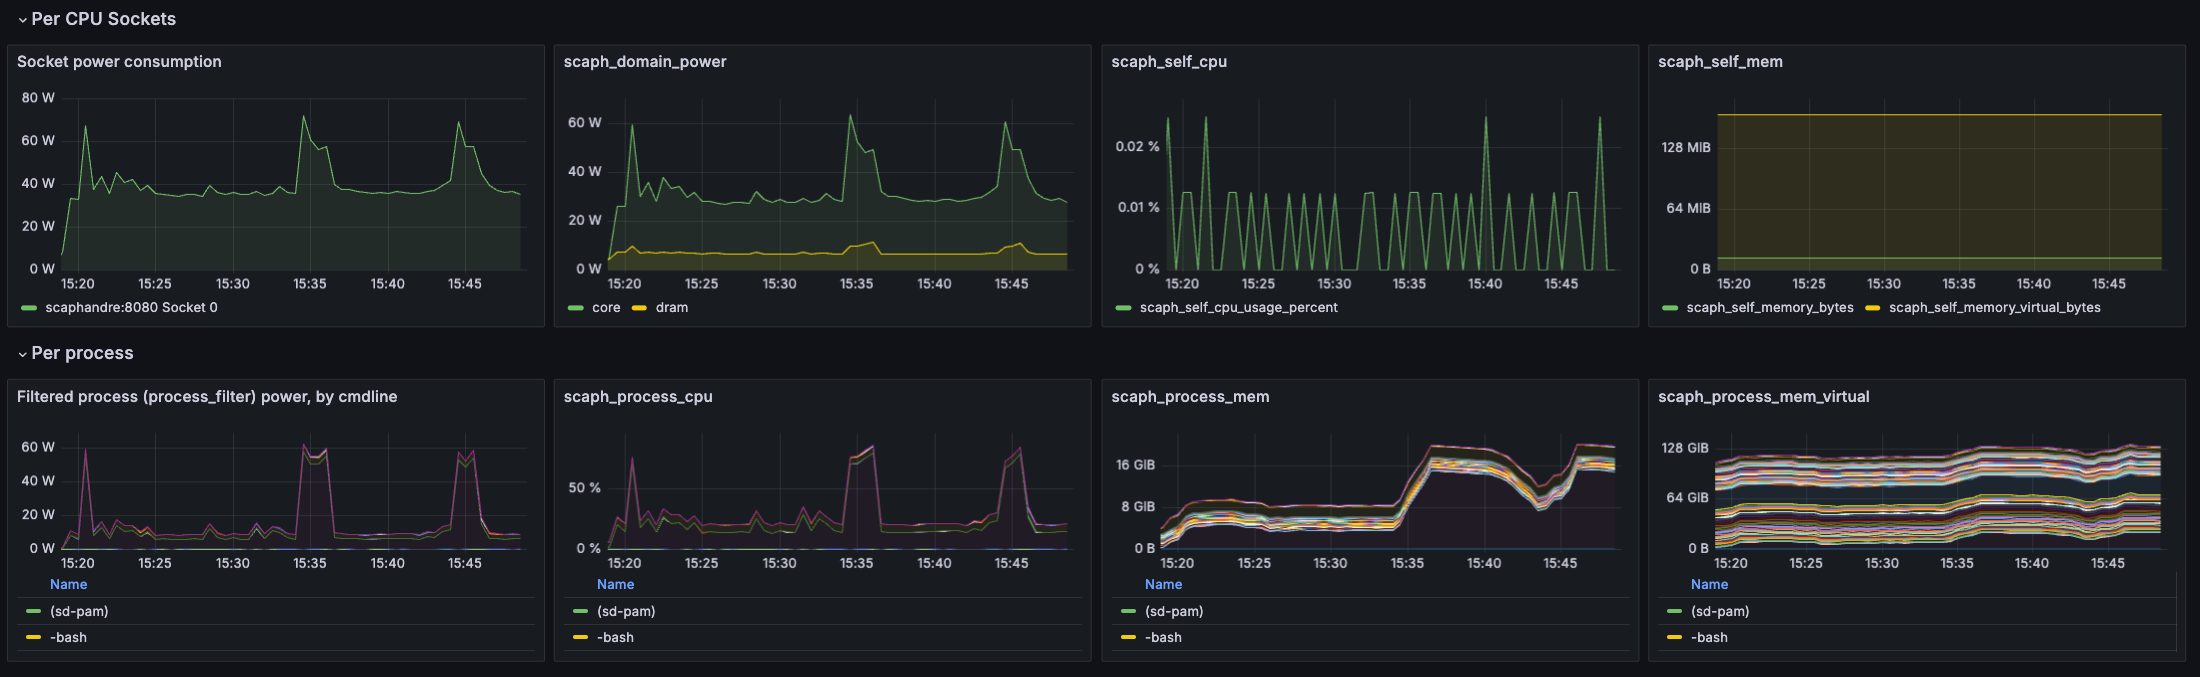 Per CPU Sockets
Socket power consumption
80 W
60 W
40 W
20 W
0 W
15:20 15:25 15:30 15:35 15:40 15:45
scaphandre:8080 Socket 0
scaph_domain_power
60 W
40 W
20 W
0 W
15:20 15:25 15:30 15:35 15:40 15:45
core dram
scaph_self_cpu
0.02 %
0.01 %
0 %
15:20 15:25 15:30 15:35 15:40 15:45
scaph_self_cpu_usage_percent
scaph_self_mem
128 MiB
64 MiB
0 B
15:20 15:25 15:30 15:35 15:40 15:45
scaph_self_memory_bytes scaph_self_memory_virtual_bytes
Per process
Filtered process (process_filter) power, by cmdline
60 W
40 W
20 W
0 W
15:20 15:25 15:30 15:35 15:40 15:45
Name
(sd-pam)
-bash
scaph_process_cpu
50 %
0 %
15:20 15:25 15:30 15:35 15:40 15:45
Name
(sd-pam)
-bash
scaph_process_mem
16 GiB
8 GiB
0 B
15:20 15:25 15:30 15:35 15:40 15:45
Name
(sd-pam)
-bash
scaph_process_mem_virtual
128 GiB
64 GiB
0 B
15:20 15:25 15:30 15:35 15:40 15:45
Name
(sd-pam)
-bash